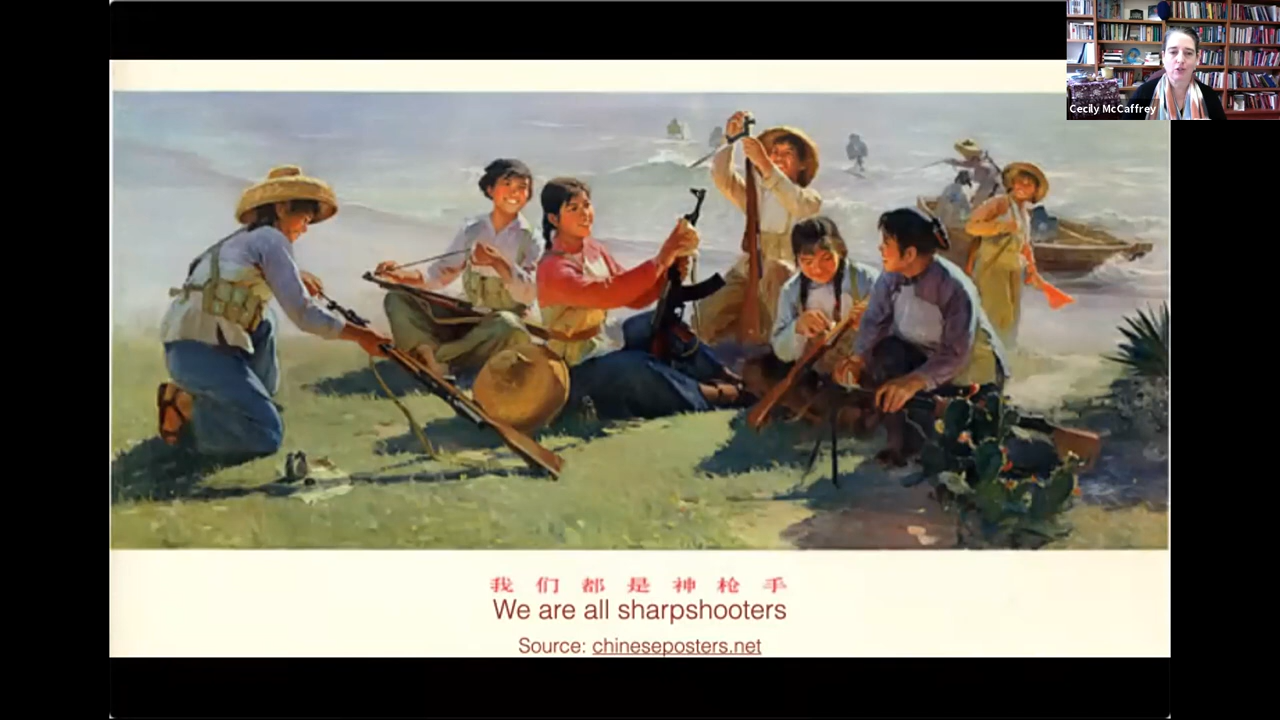 Cecily McCaffrey
我们都是神枪手
We are all sharpshooters
Source: chineseposters.net